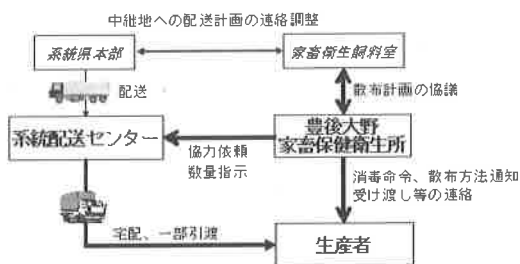 中継地への配送計画の連絡調整
系統県本部
家畜衛生飼料室
配送
散布計画の協議
系統配送センター
豊後大野
家畜保健衛生所
協力依頼
数量指示
消毒命令、散布方法通知
受け渡し等の連絡
宅配、一部引渡
生産者